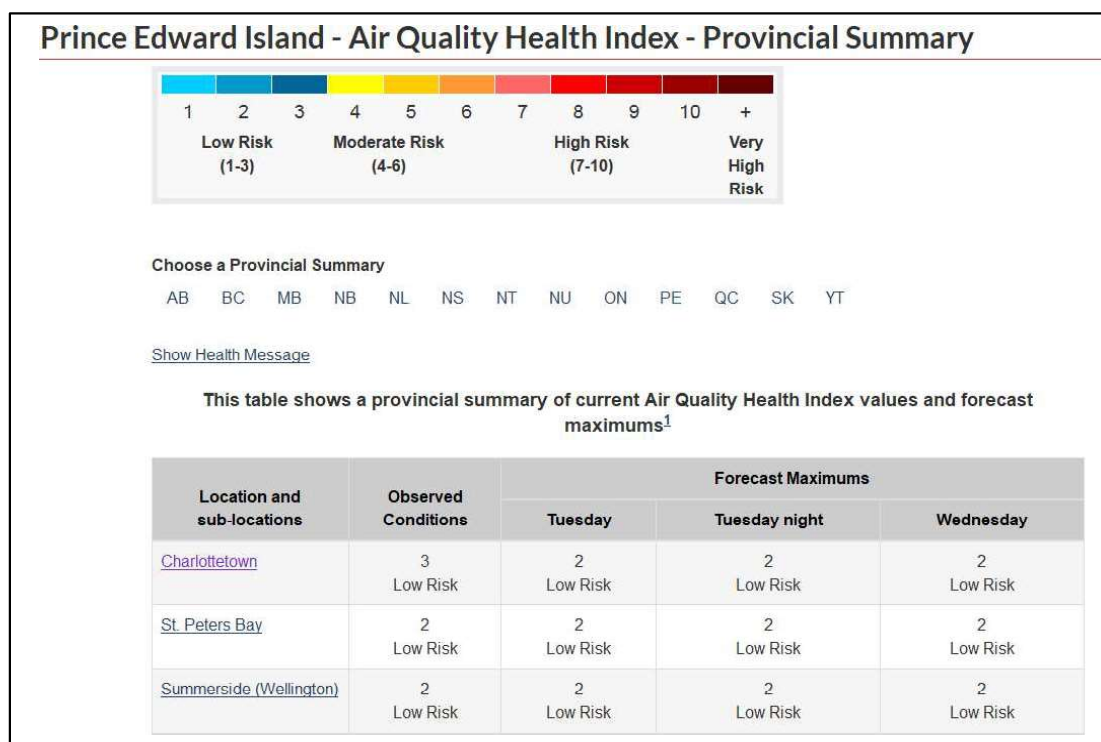 Prince Edward Island - Air Quality Health Index - Provincial Summary
1 2 3 4 5 6 7 8 9 10 +
Low Risk Moderate Risk High Risk Very
(1-3) (4-6) (7-10) High
Risk
Choose a Provincial Summary
AB BC MB NB NL NS NT NU ON PE QC SK YT
Show Health Message
This table shows a provincial summary of current Air Quality Health Index values and forecast
maximums1
Location and Observed Forecast Maximums
sub-locations Conditions Tuesday Tuesday night Wednesday
Charlottetown 3 2 2 2
Low Risk Low Risk Low Risk Low Risk
St. Peters Bay 2 2 2 2
Low Risk Low Risk Low Risk Low Risk
Summerside (Wellington) 2 2 2 2
Low Risk Low Risk Low Risk Low Risk